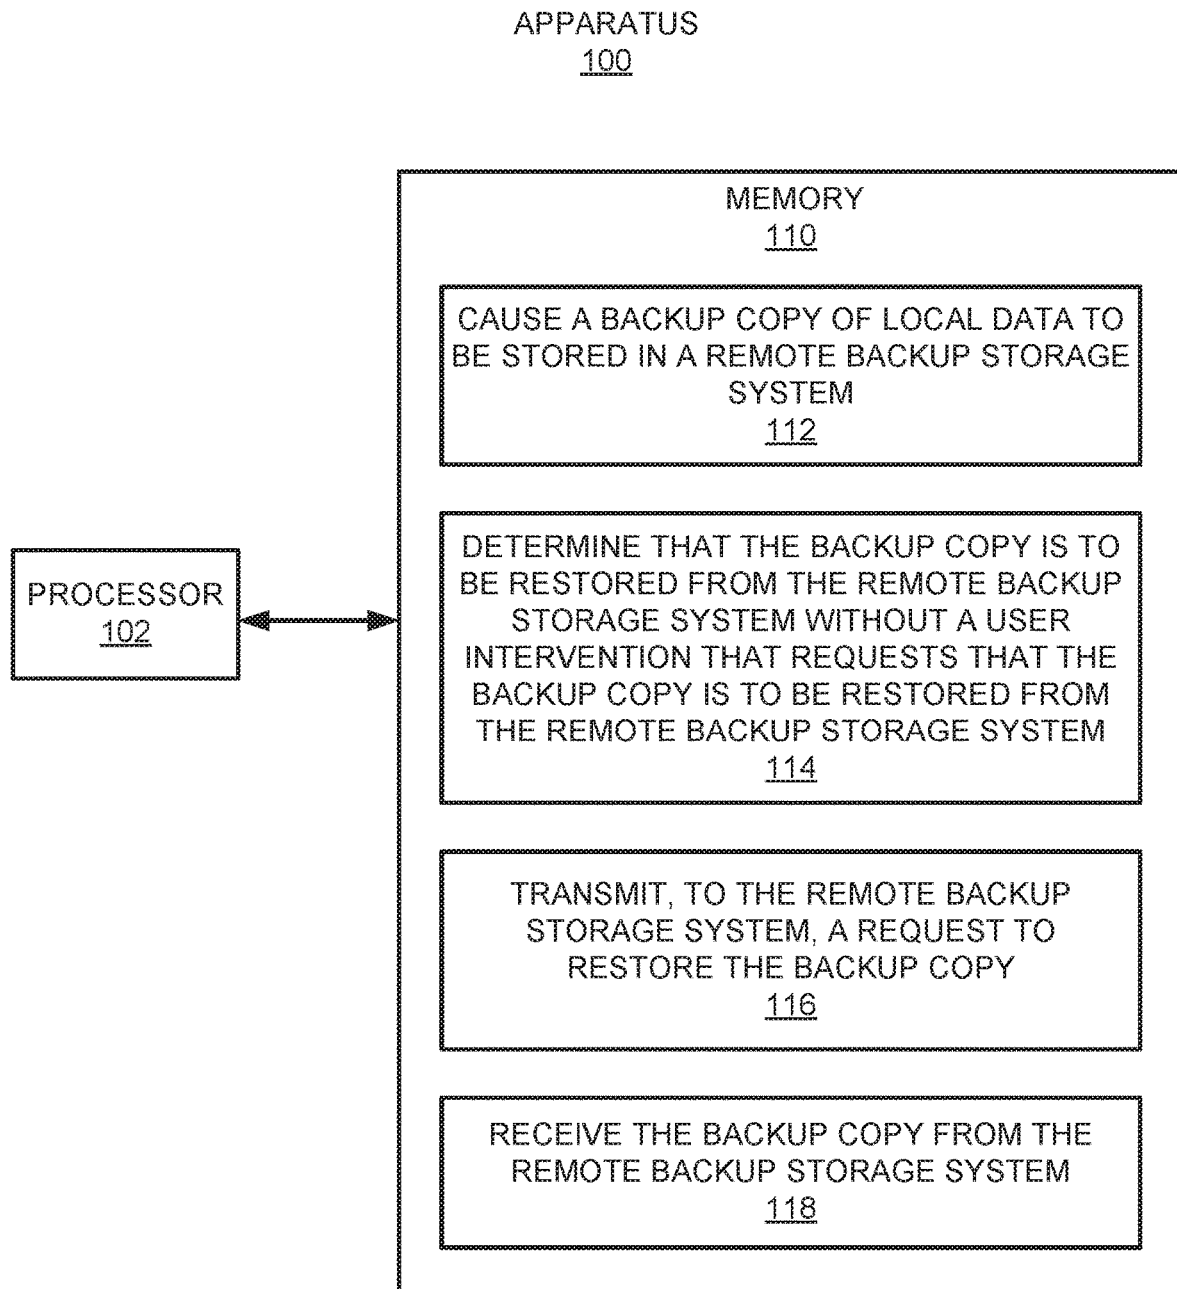 APPARATUS
100
MEMORY
110
CAUSE A BACKUP COPY OF LOCAL DATA TO
BE STORED IN A REMOTE BACKUP STORAGE
SYSTEM
112
DETERMINE THAT THE BACKUP COPY IS TO
BE RESTORED FROM THE REMOTE BACKUP
STORAGE SYSTEM WITHOUT A USER
INTERVENTION THAT REQUESTS THAT THE
BACKUP COPY IS TO BE RESTORED FROM
THE REMOTE BACKUP STORAGE SYSTEM
114
PROCESSOR
102
TRANSMIT, TO THE REMOTE BACKUP
STORAGE SYSTEM, A REQUEST TO
RESTORE THE BACKUP COPY
116
RECEIVE THE BACKUP COPY FROM THE
REMOTE BACKUP STORAGE SYSTEM
118